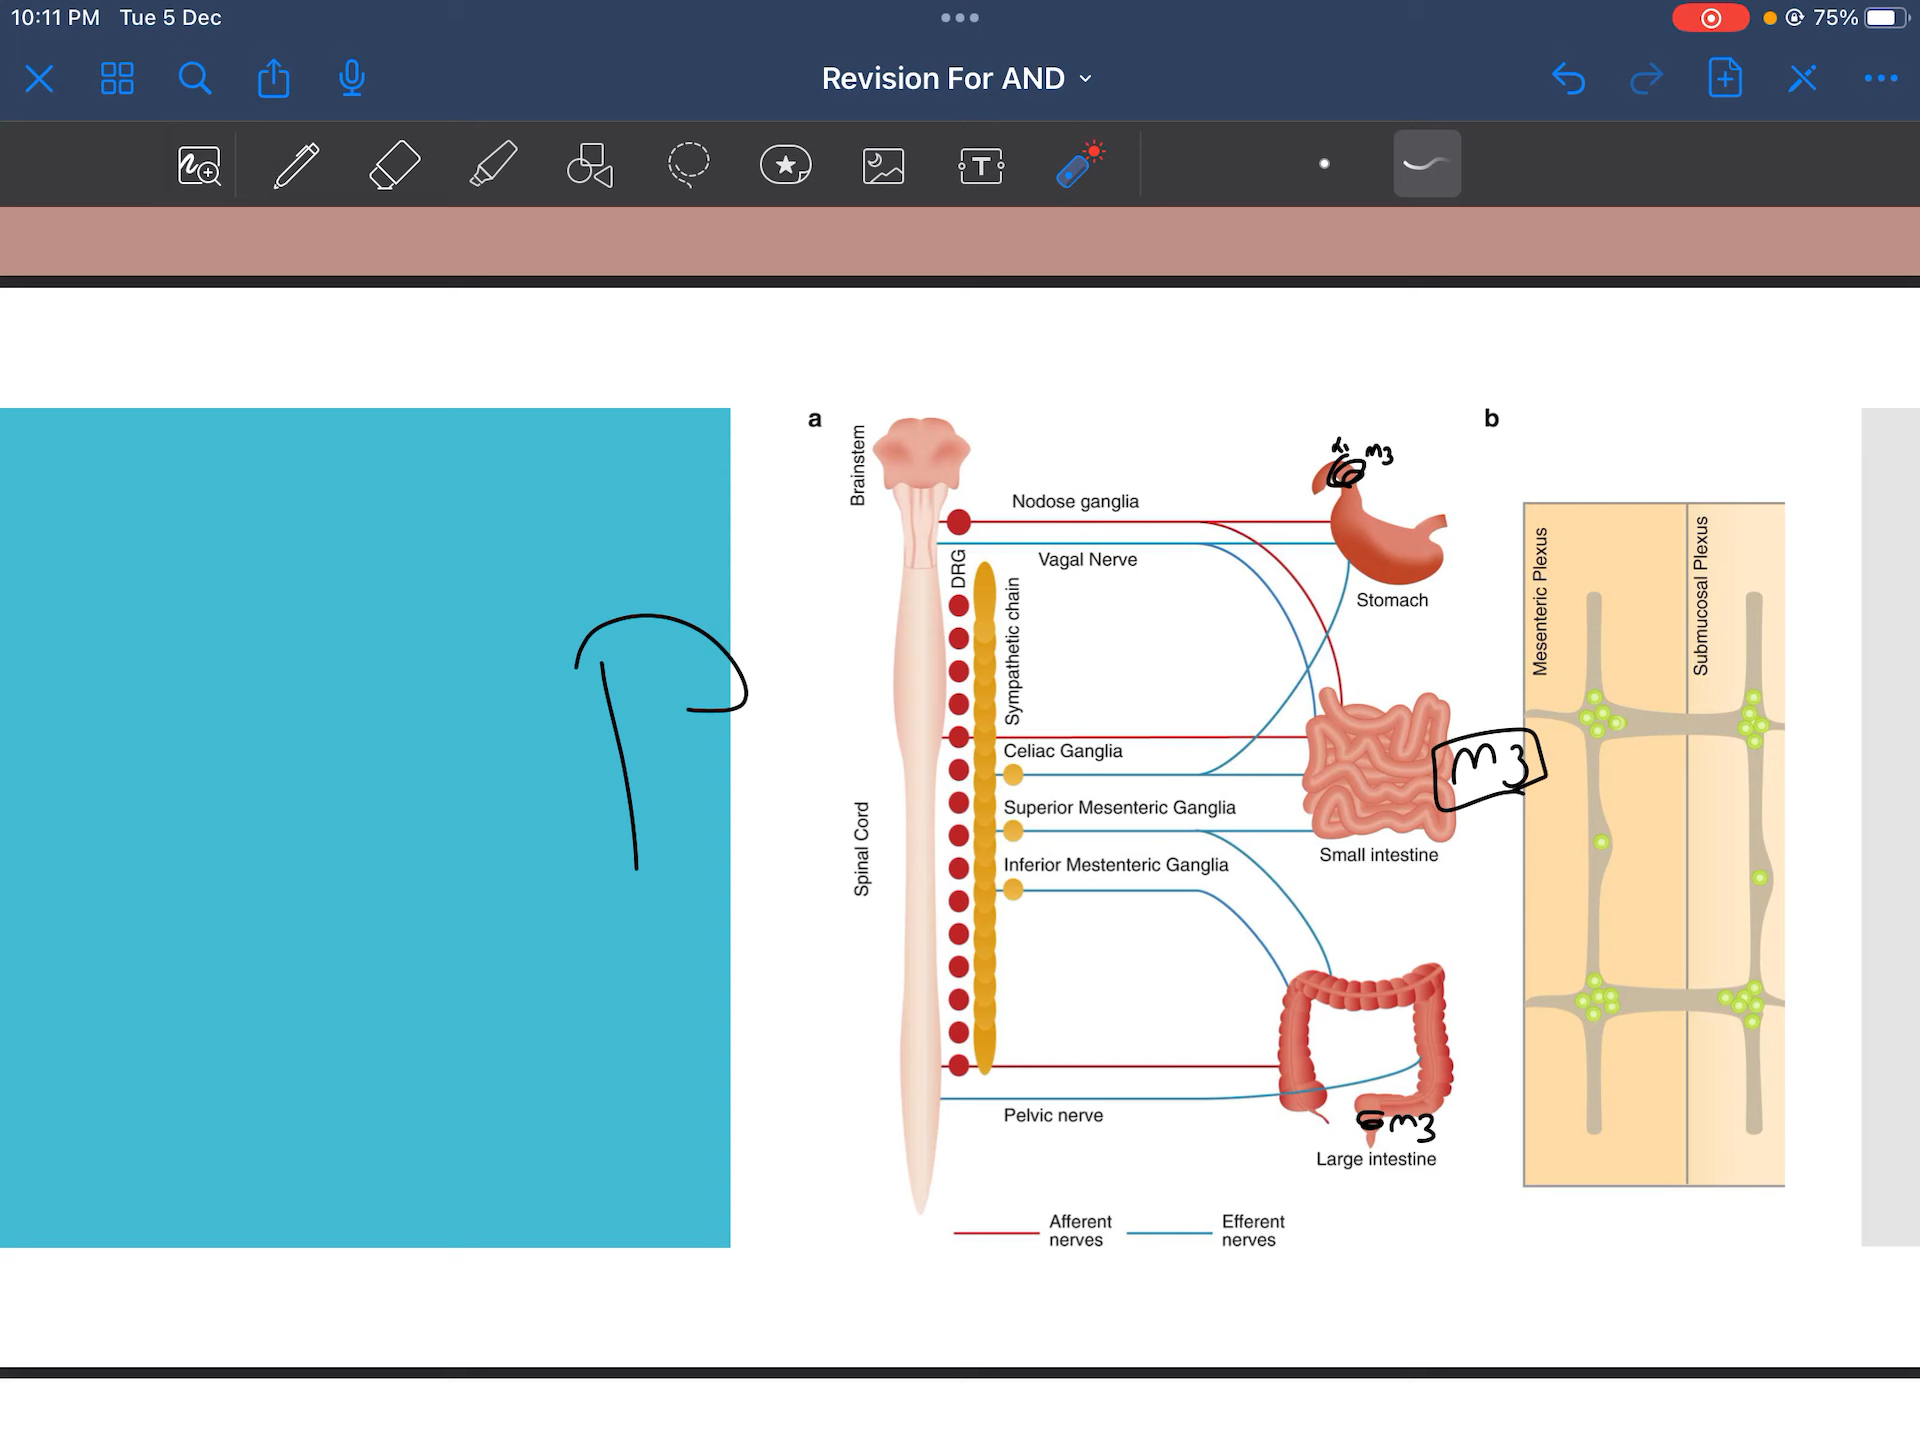 10:11 PM Tue 5 Dec
75%
Revision For AND
T
a
b
Brainstem
α1 M3
Nodose ganglia
Vagal Nerve
DRG
Sympathetic chain
Stomach
Mesenteric Plexus
Submucosal Plexus
P
Celiac Ganglia
M3
Superior Mesenteric Ganglia
Spinal Cord
Small intestine
Inferior Mestenteric Ganglia
Pelvic nerve
M3
Large intestine
Afferent
nerves
Efferent
nerves